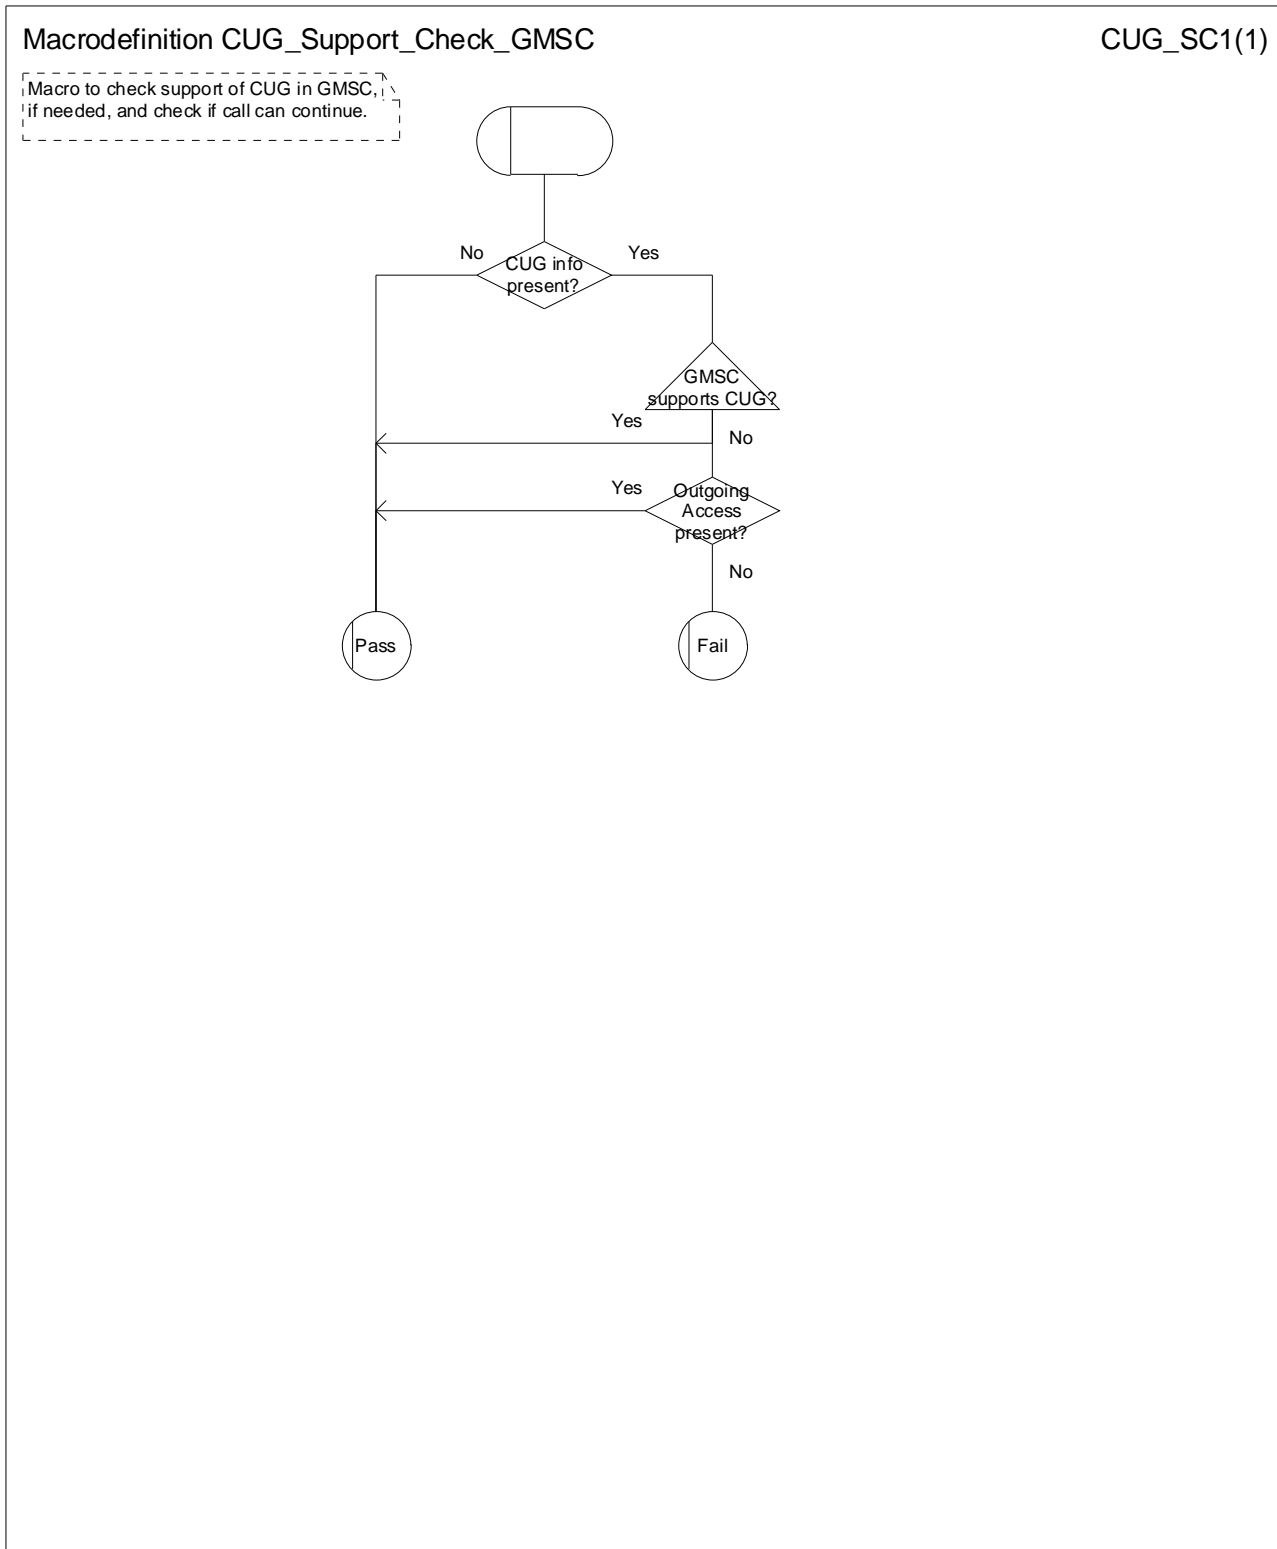 Macrodefinition CUG_Support_Check_GMSC
CUG_SC1(1)
Macro to check support of CUG in GMSC,
if needed, and check if call can continue.
No
CUG info
present?
Yes
GMSC
supports CUG?
Yes
No
Yes
Outgoing
Access
present?
No
Pass
Fail